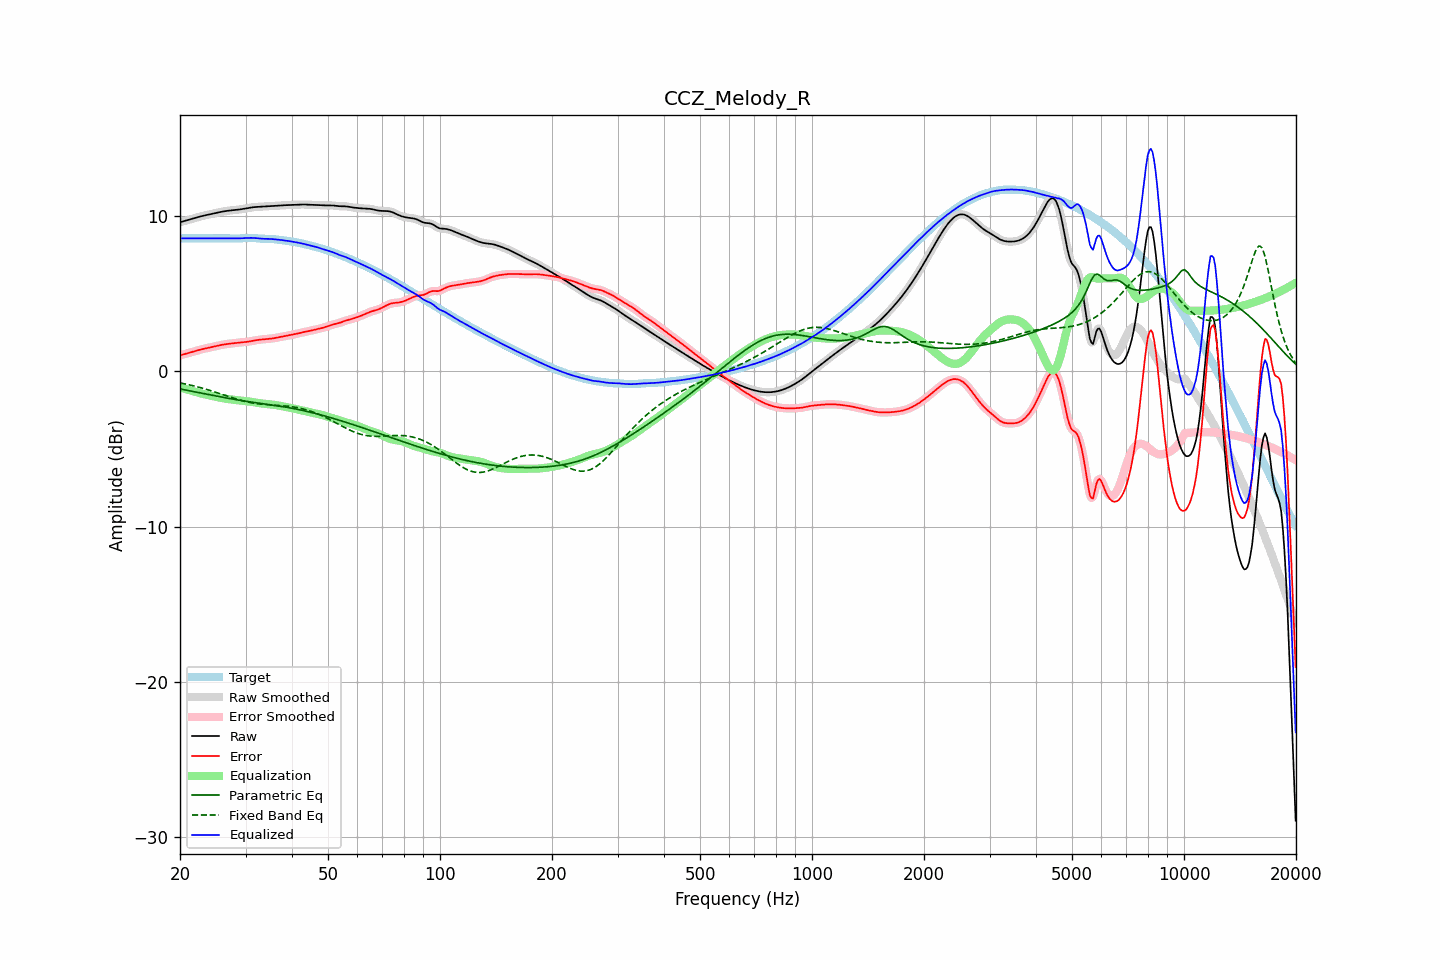 CCZ_Melody_R
Amplitude (dBr)
10
0
−10
−20
−30
Target
Raw Smoothed
Error Smoothed
Raw
Error
Equalization
Parametric Eq
Fixed Band Eq
Equalized
20
50
100
200
500
1000
2000
5000
10000
20000
Frequency (Hz)